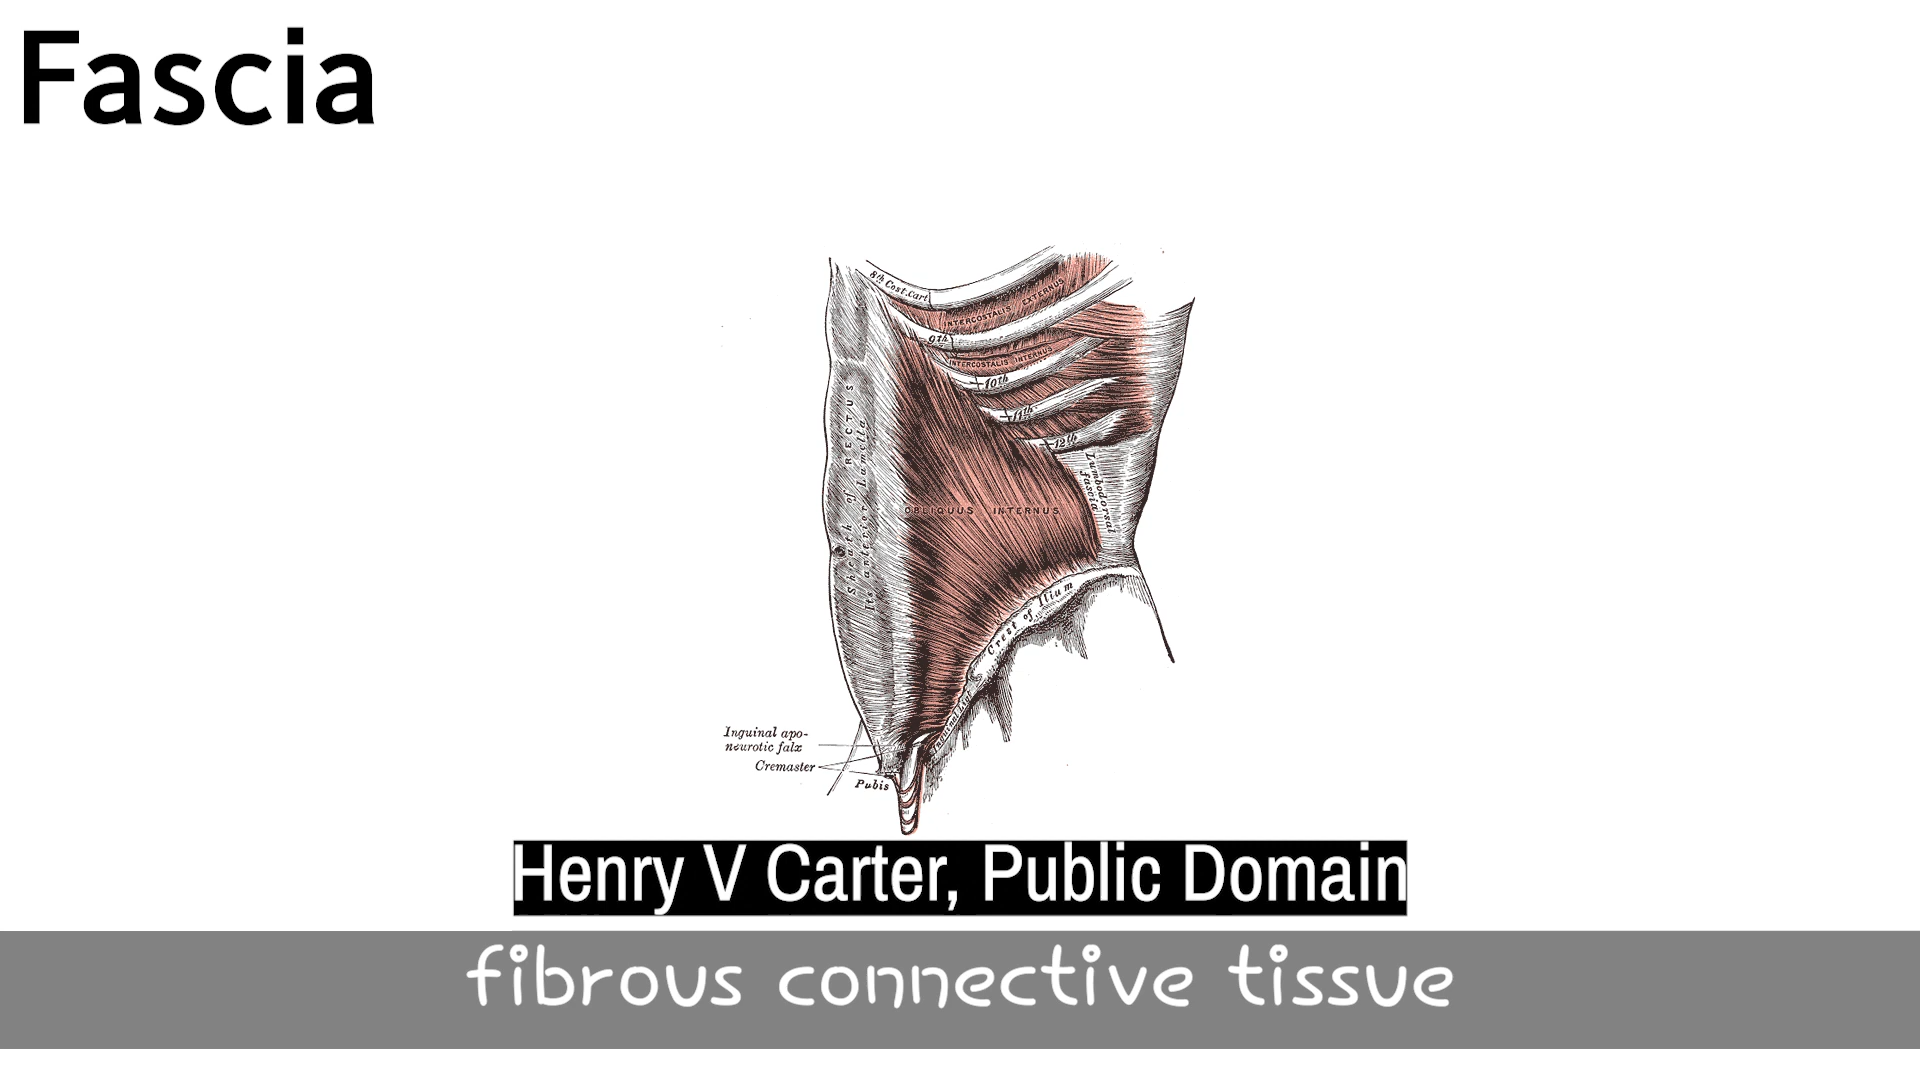 Fascia
8th Cost.Cart
INTERCOSTALIS EXTERNUS
9th
INTERCOSTALIS INTERNUS
10th
11th
12th
Sheath of RECTUS
Its anterior Lamella
Lumbodorsal
fascia
OBLIQUUS INTERNUS
Crest of Ilium
Inguinal Ligt
Inguinal apo-
neurotic falx
Cremaster
Pubis
Henry V Carter, Public Domain
fibrous connective tissue